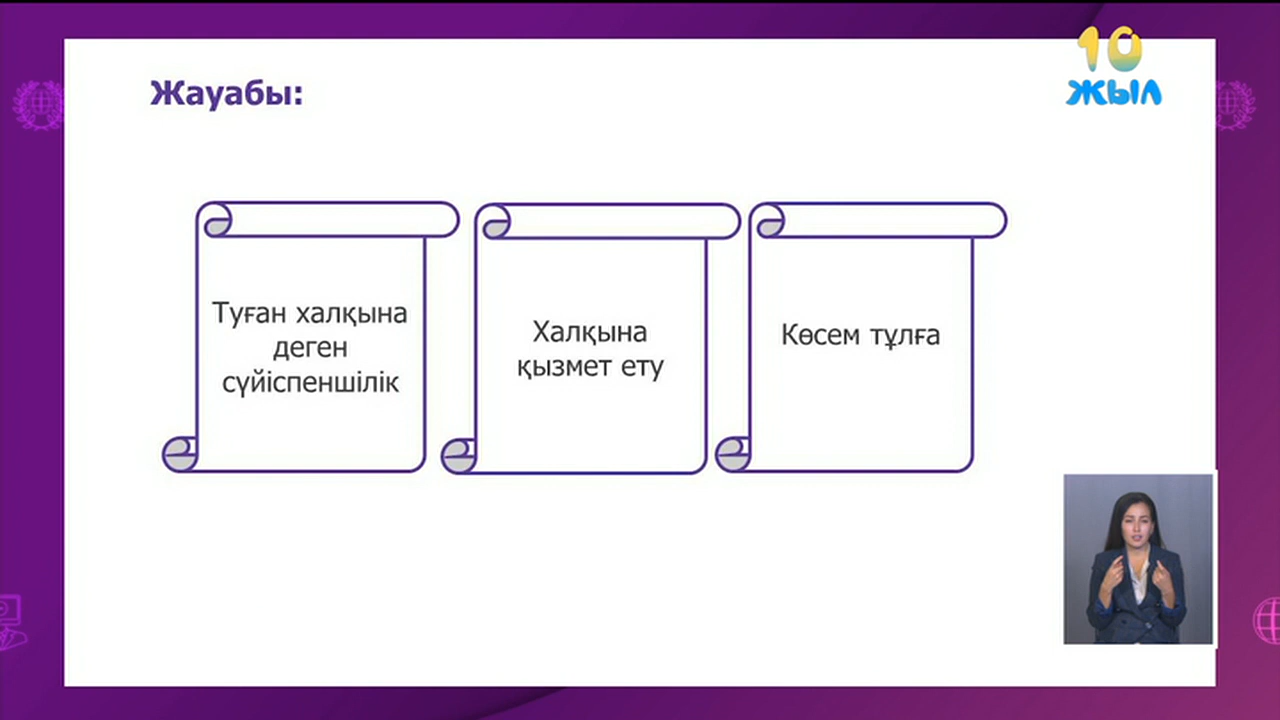 10
ЖЫЛ
Жауабы:
Туған халқына
деген
сүйіспеншілік
Халқына
қызмет ету
Көсем тұлға